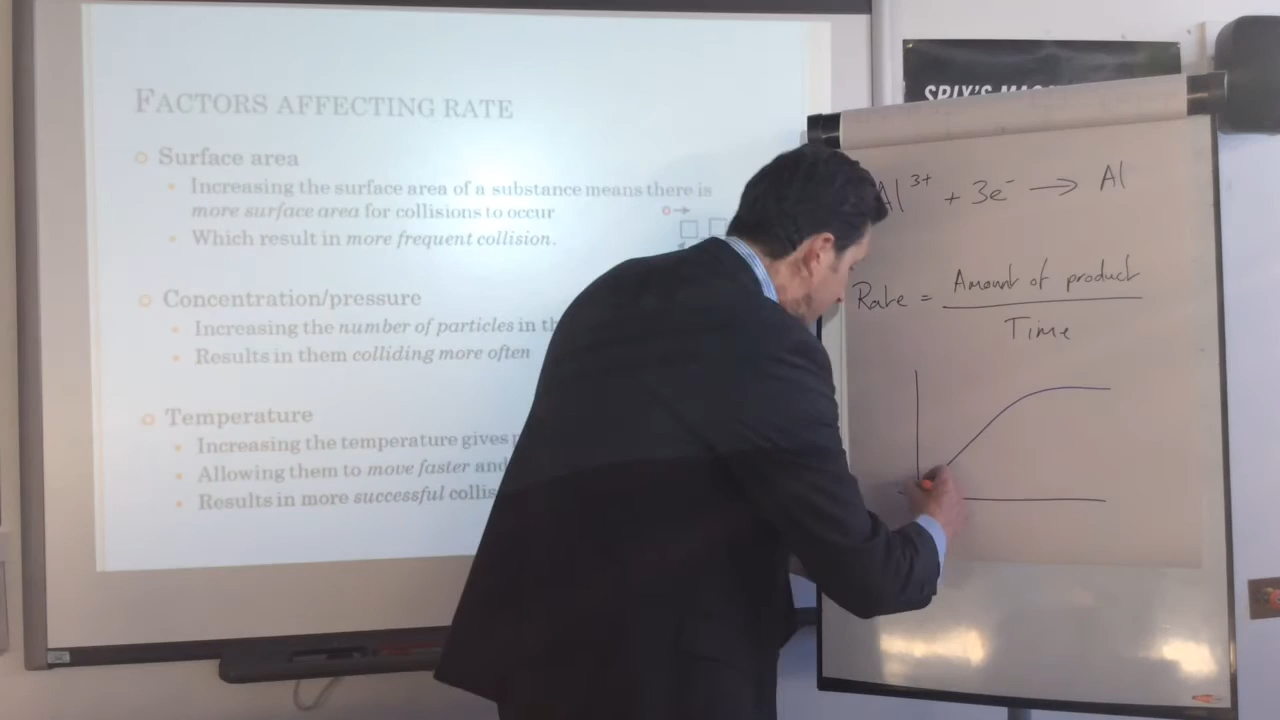 FACTORS AFFECTING RATE
Surface area
Increasing the surface area of a substance means there is
more surface area for collisions to occur
Which result in more frequent collision.
Concentration/pressure
Increasing the number of particles in
Results in them colliding more often
Temperature
Increasing the temperature gives
Allowing them to move faster and
Results in more successful
SPIX'S
Al³⁺ + 3e⁻ → Al
Rate = Amount of product
Time